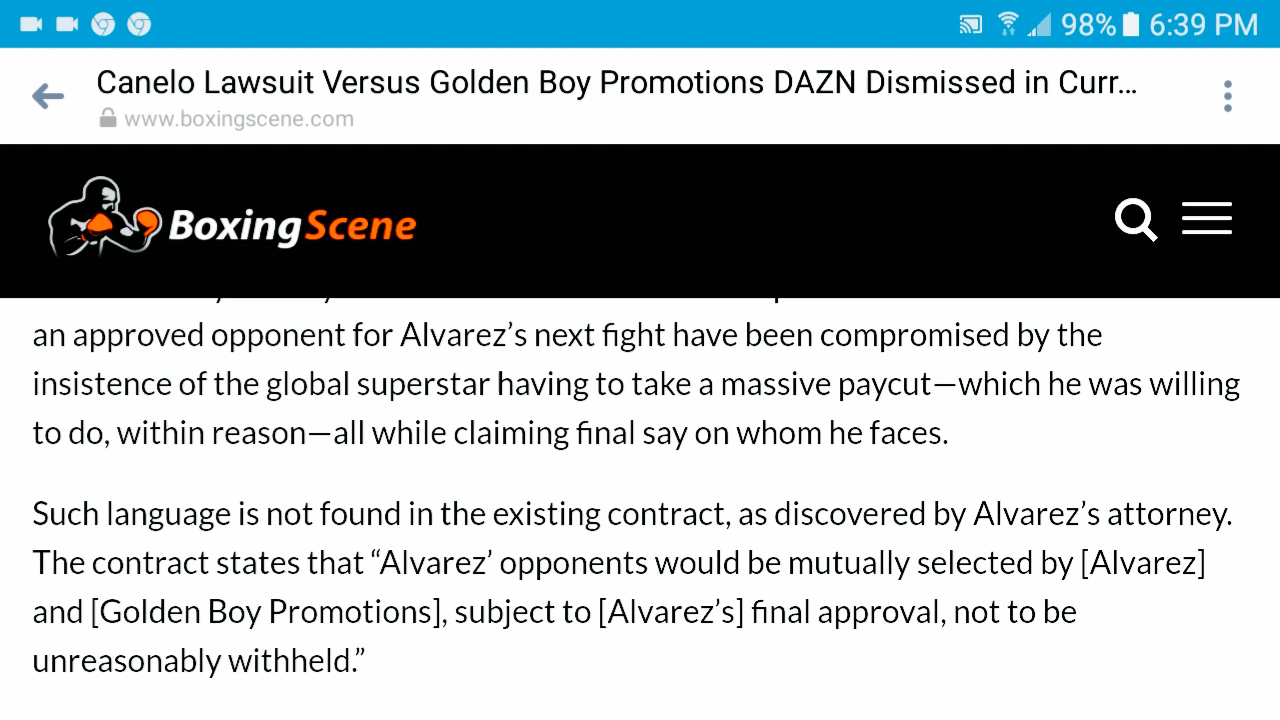 98% 6:39 PM
Canelo Lawsuit Versus Golden Boy Promotions DAZN Dismissed in Curr...
www.boxingscene.com
BoxingScene
an approved opponent for Alvarez’s next fight have been compromised by the
insistence of the global superstar having to take a massive paycut—which he was willing
to do, within reason—all while claiming final say on whom he faces.
Such language is not found in the existing contract, as discovered by Alvarez’s attorney.
The contract states that “Alvarez’ opponents would be mutually selected by [Alvarez]
and [Golden Boy Promotions], subject to [Alvarez’s] final approval, not to be
unreasonably withheld.”